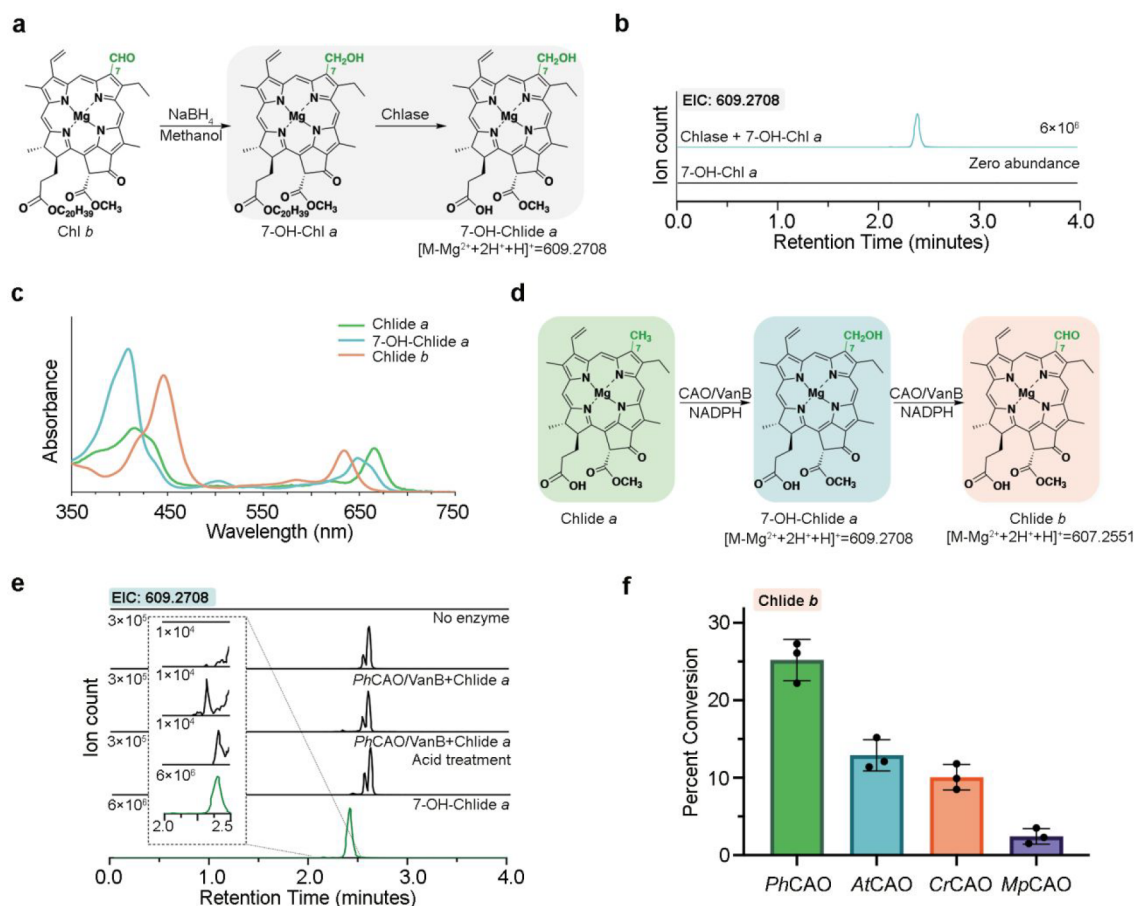 a
CHO
7
N
N
Mg
N
N
O
O
OC₂₀H₃₉
O
OCH₃
Chl b
NaBH₄
Methanol
CH₂OH
7
N
N
Mg
N
N
O
O
OC₂₀H₃₉
O
OCH₃
7-OH-Chl a
Chlase
CH₂OH
7
N
N
Mg
N
N
O
O
OH
O
OCH₃
7-OH-Chlide a
[M-Mg²⁺+2H⁺+H]⁺=609.2708
b
EIC: 609.2708
Chlase + 7-OH-Chl a
6×10⁶
Zero abundance
7-OH-Chl a
Ion count
0.0 1.0 2.0 3.0 4.0
Retention Time (minutes)
c
Chlide a
7-OH-Chlide a
Chlide b
Absorbance
350 450 550 650 750
Wavelength (nm)
d
CH₃
7
N
N
Mg
N
N
O
O
OH
O
OCH₃
Chlide a
CAO/VanB
NADPH
CH₂OH
7
N
N
Mg
N
N
O
O
OH
O
OCH₃
7-OH-Chlide a
[M-Mg²⁺+2H⁺+H]⁺=609.2708
CAO/VanB
NADPH
CHO
7
N
N
Mg
N
N
O
O
OH
O
OCH₃
Chlide b
[M-Mg²⁺+2H⁺+H]⁺=607.2551
e
EIC: 609.2708
No enzyme
3×10⁵
PhCAO/VanB+Chlide a
3×10⁵
PhCAO/VanB+Chlide a
Acid treatment
3×10⁵
7-OH-Chlide a
6×10⁶
1×10⁴
1×10⁴
1×10⁴
6×10⁶
2.0 2.5
Ion count
0.0 1.0 2.0 3.0 4.0
Retention Time (minutes)
f
Chlide b
Percent Conversion
30
20
10
0
PhCAO AtCAO CrCAO MpCAO